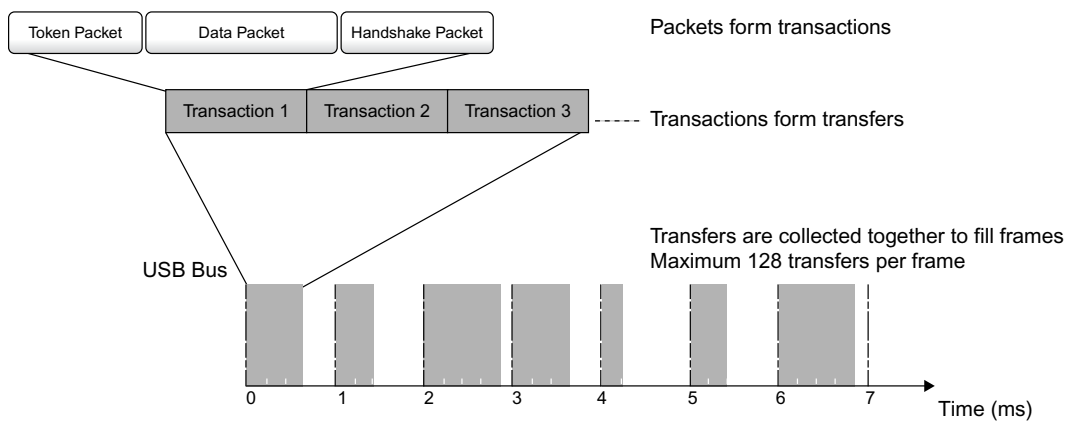 Token Packet Data Packet Handshake Packet
Packets form transactions
Transaction 1 Transaction 2 Transaction 3
Transactions form transfers
Transfers are collected together to fill frames
Maximum 128 transfers per frame
USB Bus
0 1 2 3 4 5 6 7
Time (ms)